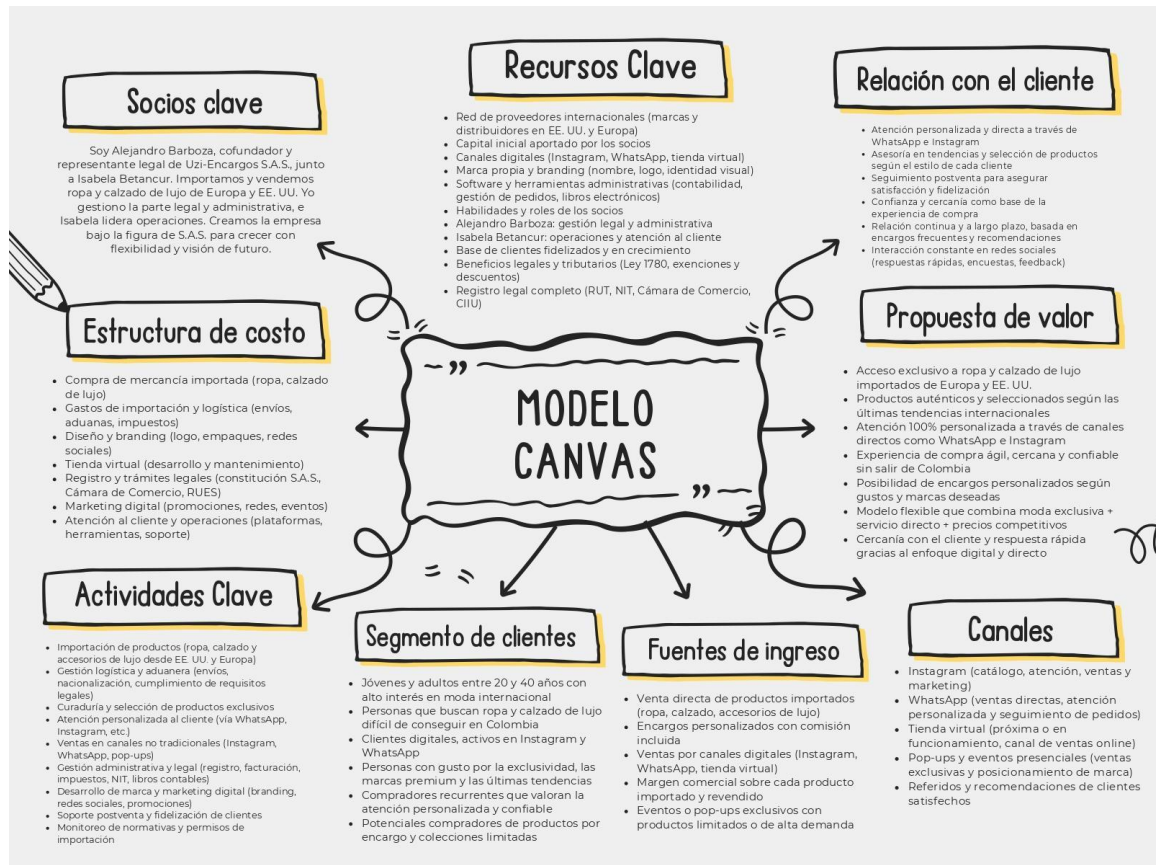 Socios clave
Soy Alejandro Barboza, cofundador y
representante legal de Uzi-Encargos S.A.S., junto
a Isabela Betancur. Importamos y vendemos
ropa y calzado de lujo de Europa y EE. UU. Yo
gestiono la parte legal y administrativa, e
Isabela lidera operaciones. Creamos la empresa
bajo la figura de S.A.S. para crecer con
flexibilidad y visión de futuro.
Recursos Clave
• Red de proveedores internacionales (marcas y
distribuidores en EE. UU. y Europa)
• Capital inicial aportado por los socios
• Canales digitales (Instagram, WhatsApp, tienda virtual)
• Marca propia y branding (nombre, logo, identidad visual)
• Software y herramientas administrativas (contabilidad,
gestión de pedidos, libros electrónicos)
• Habilidades y roles de los socios
• Alejandro Barboza: gestión legal y administrativa
• Isabela Betancur: operaciones y atención al cliente
• Base de clientes fidelizados y en crecimiento
• Beneficios legales y tributarios (Ley 1780, exenciones y
descuentos)
• Registro legal completo (RUT, NIT, Cámara de Comercio,
CIIU)
Relación con el cliente
• Atención personalizada y directa a través de
WhatsApp e Instagram
• Asesoría en tendencias y selección de productos
según el estilo de cada cliente
• Seguimiento postventa para asegurar
satisfacción y fidelización
• Confianza y cercanía como base de la
experiencia de compra
• Relación continua y a largo plazo, basada en
encargos frecuentes y recomendaciones
• Interacción constante en redes sociales
(respuestas rápidas, encuestas, feedback)
Estructura de costo
• Compra de mercancía importada (ropa, calzado
de lujo)
• Gastos de importación y logística (envíos,
aduanas, impuestos)
• Diseño y branding (logo, empaques, redes
sociales)
• Tienda virtual (desarrollo y mantenimiento)
• Registro y trámites legales (constitución S.A.S.,
Cámara de Comercio, RUES)
• Marketing digital (promociones, redes, eventos)
• Atención al cliente y operaciones (plataformas,
herramientas, soporte)
MODELO
CANVAS
Propuesta de valor
• Acceso exclusivo a ropa y calzado de lujo
importados de Europa y EE. UU.
• Productos auténticos y seleccionados según las
últimas tendencias internacionales
• Atención 100% personalizada a través de canales
directos como WhatsApp e Instagram
• Experiencia de compra ágil, cercana y confiable
sin salir de Colombia
• Posibilidad de encargos personalizados según
gustos y marcas deseadas
• Modelo flexible que combina moda exclusiva +
servicio directo + precios competitivos
• Cercanía con el cliente y respuesta rápida
gracias al enfoque digital y directo
Actividades Clave
• Importación de productos (ropa, calzado y
accesorios de lujo desde EE. UU. y Europa)
• Gestión logística y aduanera (envíos,
nacionalización, cumplimiento de requisitos
legales)
• Curaduría y selección de productos exclusivos
• Atención personalizada al cliente (vía WhatsApp,
Instagram, etc.)
• Ventas en canales no tradicionales (Instagram,
WhatsApp, pop-ups)
• Gestión administrativa y legal (registro, facturación,
impuestos, NIT, libros contables)
• Desarrollo de marca y marketing digital (branding,
redes sociales, promociones)
• Soporte postventa y fidelización de clientes
• Monitoreo de normativas y permisos de
importación
Segmento de clientes
• Jóvenes y adultos entre 20 y 40 años con
alto interés en moda internacional
• Personas que buscan ropa y calzado de lujo
difícil de conseguir en Colombia
• Clientes digitales, activos en Instagram y
WhatsApp
• Personas con gusto por la exclusividad, las
marcas premium y las últimas tendencias
• Compradores recurrentes que valoran la
atención personalizada y confiable
• Potenciales compradores de productos por
encargo y colecciones limitadas
Fuentes de ingreso
• Venta directa de productos importados
(ropa, calzado, accesorios de lujo)
• Encargos personalizados con comisión
incluida
• Ventas por canales digitales (Instagram,
WhatsApp, tienda virtual)
• Margen comercial sobre cada producto
importado y revendido
• Eventos o pop-ups exclusivos con
productos limitados o de alta demanda
Canales
• Instagram (catálogo, atención, ventas y
marketing)
• WhatsApp (ventas directas, atención
personalizada y seguimiento de pedidos)
• Tienda virtual (próxima o en
funcionamiento, canal de ventas online)
• Pop-ups y eventos presenciales (ventas
exclusivas y posicionamiento de marca)
• Referidos y recomendaciones de clientes
satisfechos